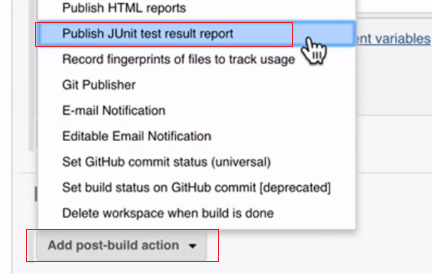 Publish HTML reports
Publish JUnit test result report
ent variables
Record fingerprints of files to track usage
Git Publisher
E-mail Notification
Editable Email Notification
Set GitHub commit status (universal)
Set build status on GitHub commit [deprecated]
Delete workspace when build is done
Add post-build action